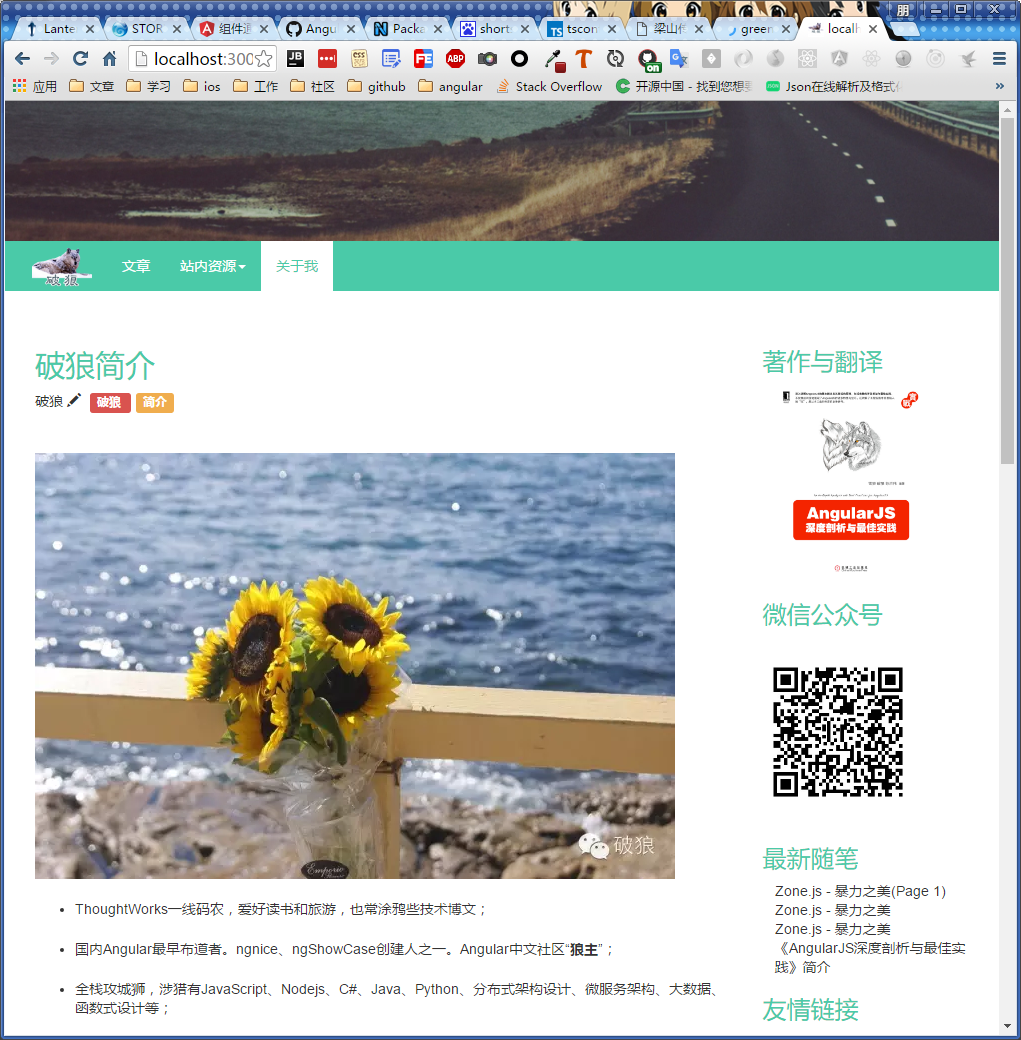 朋
Lante
STOR
组件
Angu
Packa
short
tscon
梁山
green
locall
localhost:300
应用
文章
学习
ios
工作
社区
github
angular
Stack Overflow
开源中国 - 找到您想
Json在线解析及格式
破狼
文章
站内资源
关于我
破狼简介
破狼
破狼
简介
破狼
Emporio
ThoughtWorks一线码农，爱好读书和旅游，也常涂鸦些技术博文；
国内Angular最早布道者。ngnice、ngShowCase创建人之一。Angular中文社区“狼主”；
全栈攻城狮，涉猎有JavaScript、Nodejs、C#、Java、Python、分布式架构设计、微服务架构、大数据、
函数式设计等；
著作与翻译
AngularJS
深度剖析与最佳实践
微信公众号
最新随笔
Zone.js - 暴力之美(Page 1)
Zone.js - 暴力之美
Zone.js - 暴力之美
《AngularJS深度剖析与最佳实
践》简介
友情链接